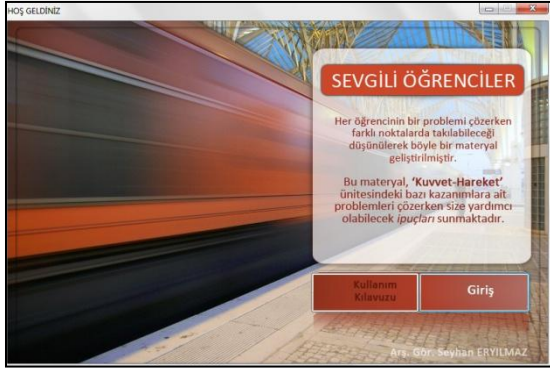 HOŞ GELDİNİZ
SEVGİLİ ÖĞRENCİLER
Her öğrencinin bir problemi çözerken
farklı noktalarda takılabileceği
düşünülerek böyle bir materyal
geliştirilmiştir.
Bu materyal, ‘Kuvvet-Hareket’
ünitesindeki bazı kazanımlara ait
problemleri çözerken size yardımcı
olabilecek ipuçları sunmaktadır.
Kullanım
Kılavuzu
Giriş
Arş. Gör. Seyhan ERYILMAZ